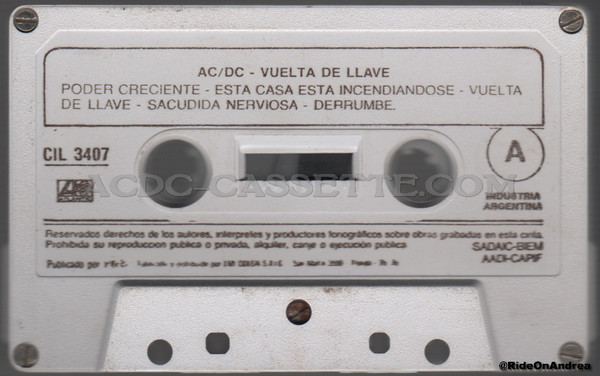 AC/DC - VUELTA DE LLAVE
PODER CRECIENTE - ESTA CASA ESTA INCENDIANDOSE - VUELTA
DE LLAVE - SACUDIDA NERVIOSA - DERRUMBE.
CIL 3407
A
ACDC-CASSETTE.COM
INDUSTRIA
ARGENTINA
Reservados derechos de los autores, interpretes y productores fonográficos sobre obras grabadas en esta cinta.
Prohibida su reproduccion publica o privada, alquiler, canje o ejecución publica
SADAIC-BIEM
AADI-CAPIF
Publicado por
@RideOnAndrea